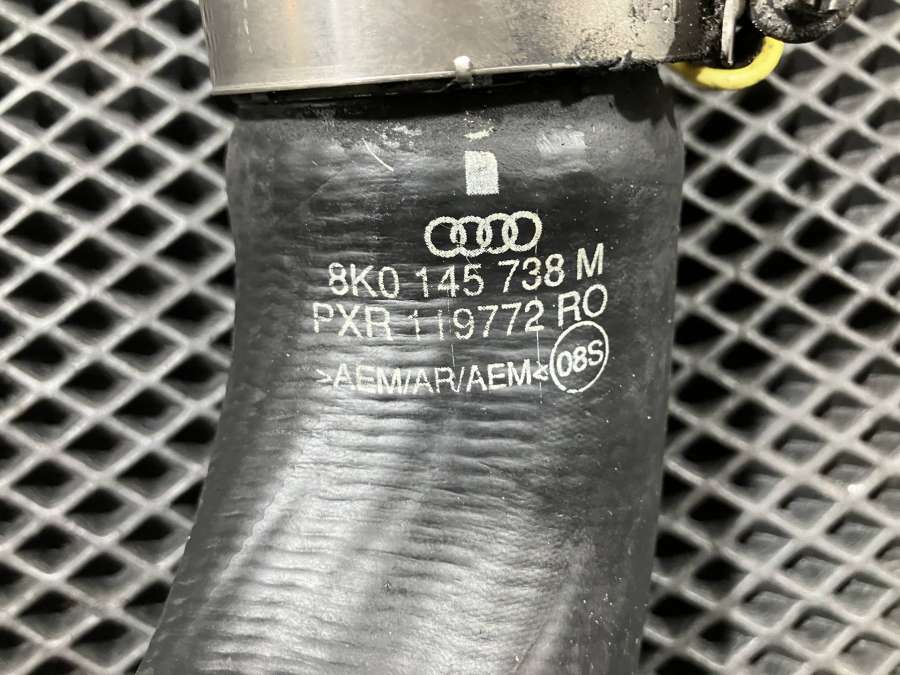 8K0 145 738 M
PXR 119772 RO
>AEM/AR/AEM< 08S